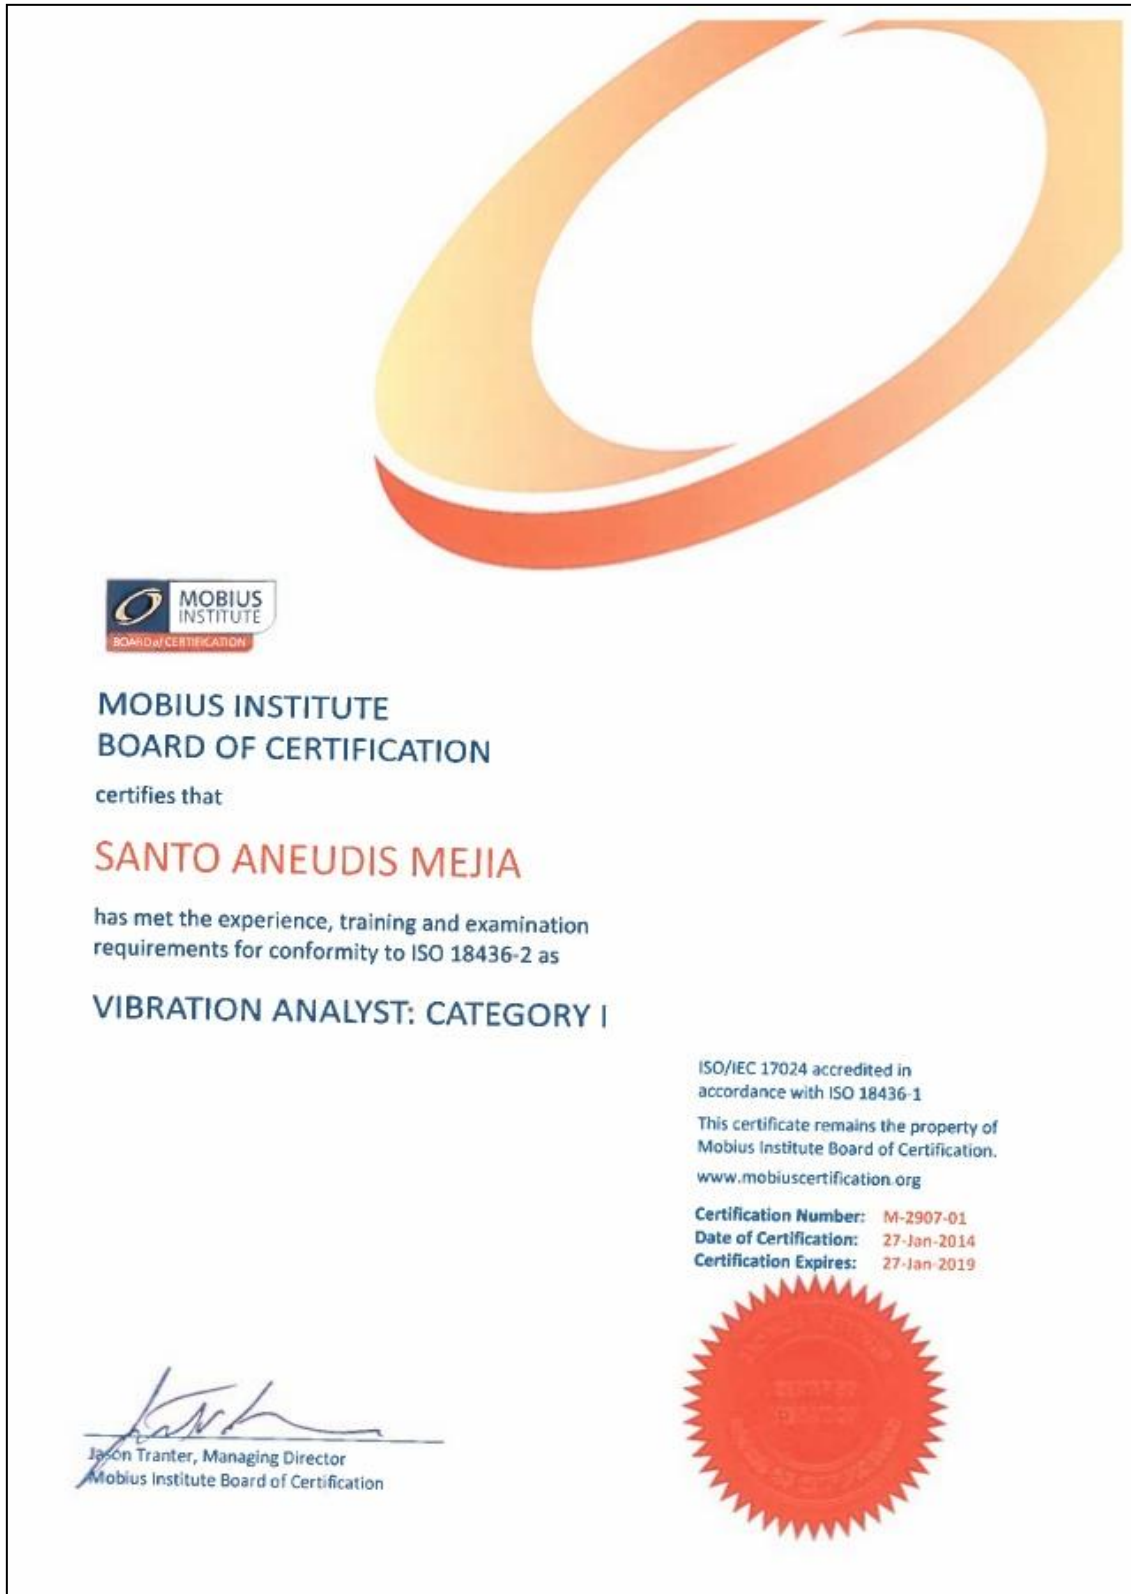 MOBIUS
INSTITUTE
BOARD of CERTIFICATION
MOBIUS INSTITUTE
BOARD OF CERTIFICATION
certifies that
SANTO ANEUDIS MEJIA
has met the experience, training and examination
requirements for conformity to ISO 18436-2 as
VIBRATION ANALYST: CATEGORY I
ISO/IEC 17024 accredited in
accordance with ISO 18436-1
This certificate remains the property of
Mobius Institute Board of Certification.
www.mobiuscertification.org
Certification Number: M-2907-01
Date of Certification: 27-Jan-2014
Certification Expires: 27-Jan-2019
Jason Tranter, Managing Director
Mobius Institute Board of Certification